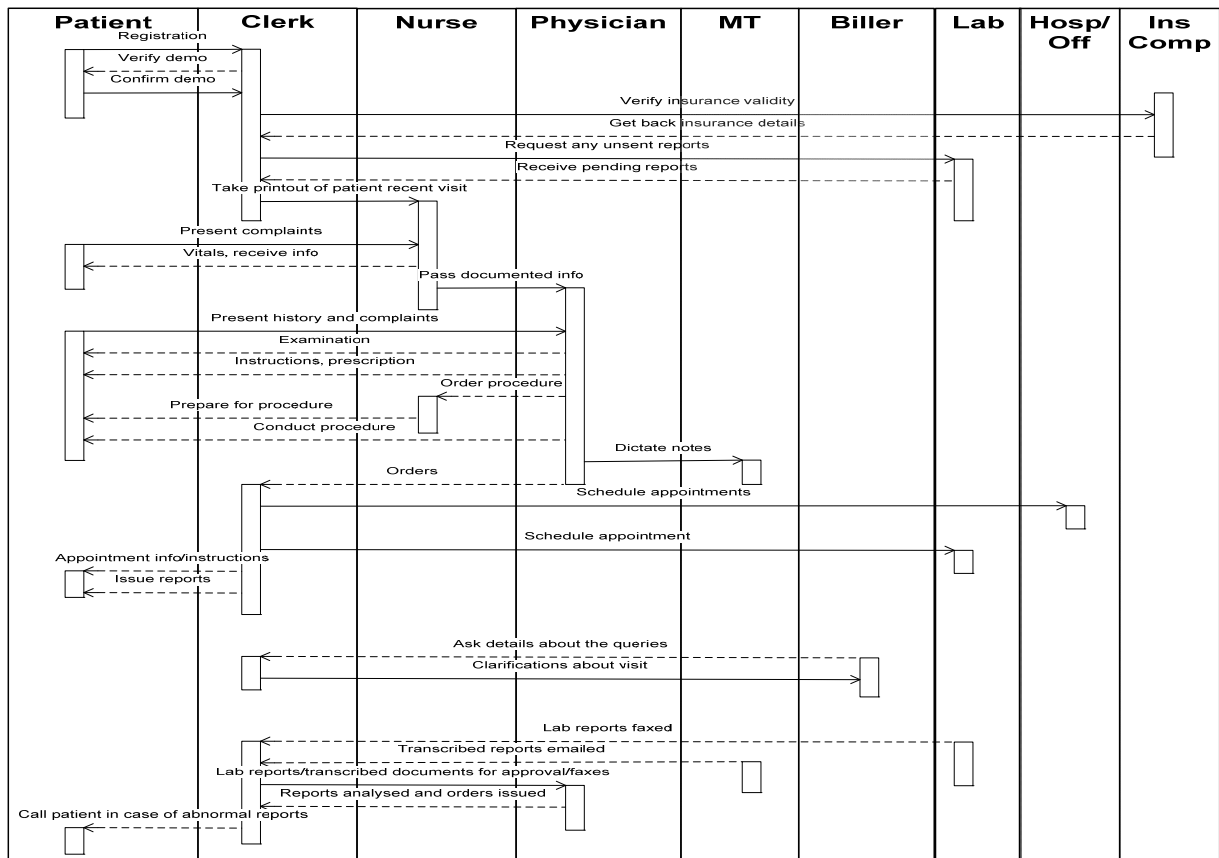 Patient Clerk Nurse Physician MT Biller Lab Hosp/ Ins
Off Comp
Registration
Verify demo
Confirm demo
Verify insurance validity
Get back insurance details
Request any unsent reports
Receive pending reports
Take printout of patient recent visit
Present complaints
Vitals, receive info
Pass documented info
Present history and complaints
Examination
Instructions, prescription
Order procedure
Prepare for procedure
Conduct procedure
Dictate notes
Orders
Schedule appointments
Schedule appointment
Appointment info/instructions
Issue reports
Ask details about the queries
Clarifications about visit
Lab reports faxed
Transcribed reports emailed
Lab reports/transcribed documents for approval/faxes
Reports analysed and orders issued
Call patient in case of abnormal reports